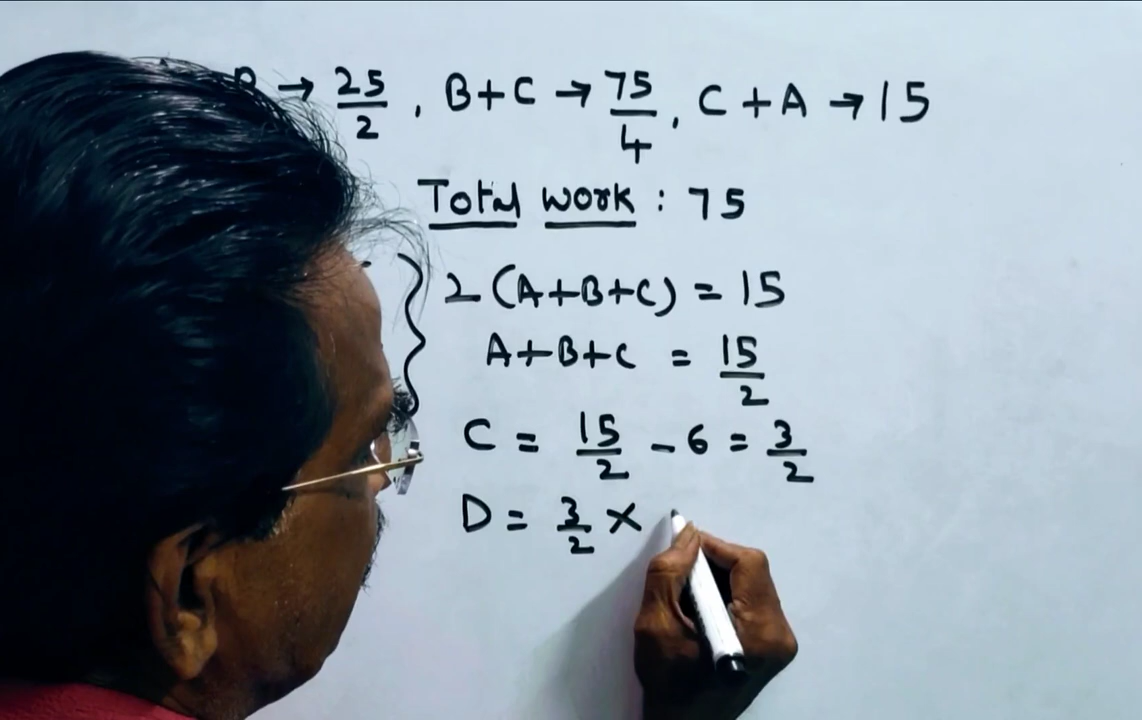 B → 25/2 , B+C → 75/4 , C+A → 15
Total work : 75
} 2 (A+B+C) = 15
A+B+C = 15/2
C = 15/2 - 6 = 3/2
D = 3/2 ×